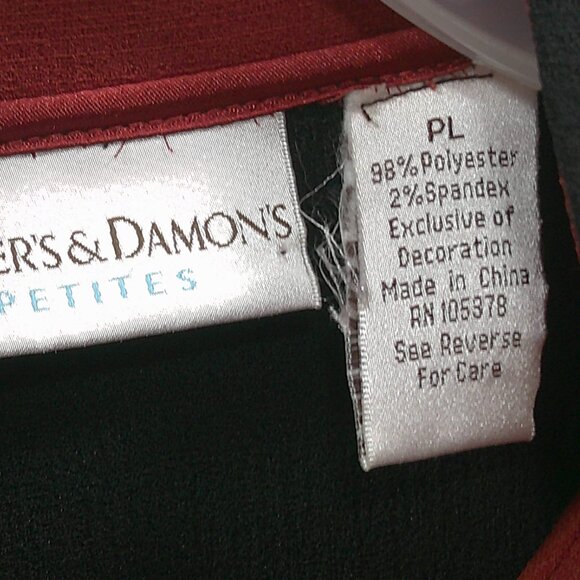 ER'S & DAMON'S
PETITES
PL
98% Polyester
2% Spandex
Exclusive of
Decoration
Made in China
RN 105378
See Reverse
For Care